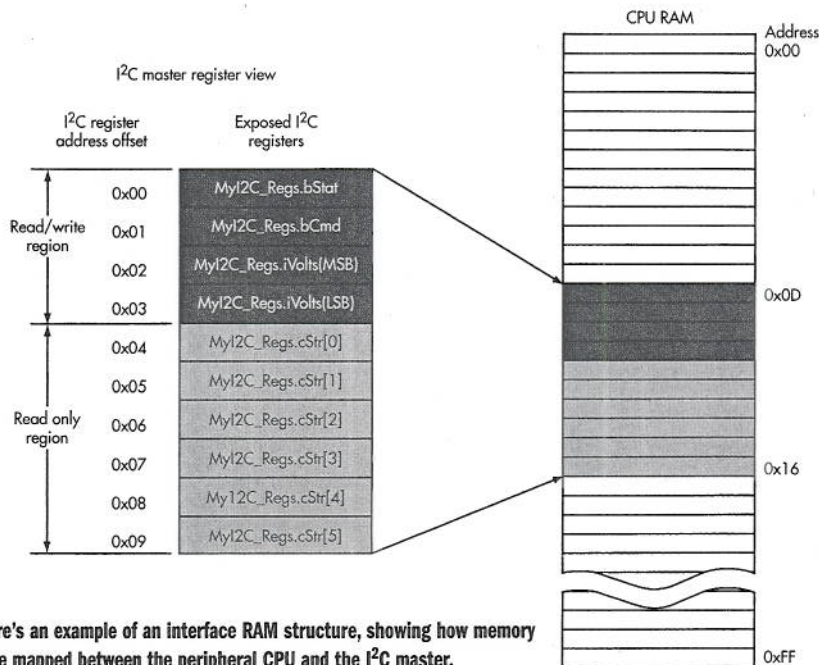 CPU RAM
Address
0x00
I²C master register view
I²C register
address offset
Exposed I²C
registers
0x00
MyI2C_Regs.bStat
Read/write
region
0x01
MyI2C_Regs.bCmd
0x02
MyI2C_Regs.iVolts(MSB)
0x03
MyI2C_Regs.iVolts(LSB)
0x0D
0x04
MyI2C_Regs.cStr[0]
0x05
MyI2C_Regs.cStr[1]
Read only
region
0x06
MyI2C_Regs.cStr[2]
0x07
MyI2C_Regs.cStr[3]
0x16
0x08
My12C_Regs.cStr[4]
0x09
MyI2C_Regs.cStr[5]
re's an example of an interface RAM structure, showing how memory
e mapped between the peripheral CPU and the I²C master.
0xFF